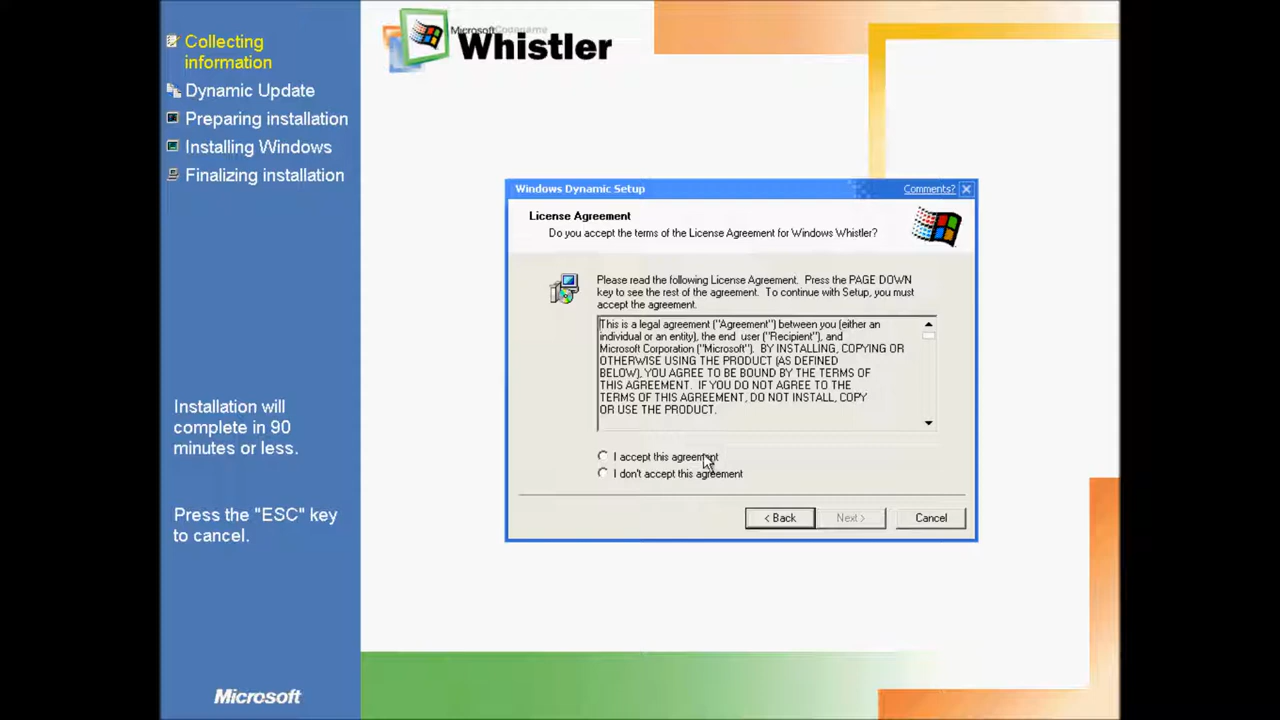 Collecting
information
Dynamic Update
Preparing installation
Installing Windows
Finalizing installation
Installation will
complete in 90
minutes or less.
Press the "ESC" key
to cancel.
Microsoft
Microsoft Codename
Whistler
Windows Dynamic Setup
Comments?
License Agreement
Do you accept the terms of the License Agreement for Windows Whistler?
Please read the following License Agreement. Press the PAGE DOWN
key to see the rest of the agreement. To continue with Setup, you must
accept the agreement.
This is a legal agreement ("Agreement") between you (either an
individual or an entity), the end user ("Recipient"), and
Microsoft Corporation ("Microsoft"). BY INSTALLING, COPYING OR
OTHERWISE USING THE PRODUCT (AS DEFINED
BELOW), YOU AGREE TO BE BOUND BY THE TERMS OF
THIS AGREEMENT. IF YOU DO NOT AGREE TO THE
TERMS OF THIS AGREEMENT, DO NOT INSTALL, COPY
OR USE THE PRODUCT.
I accept this agreement
I don't accept this agreement
< Back
Next >
Cancel